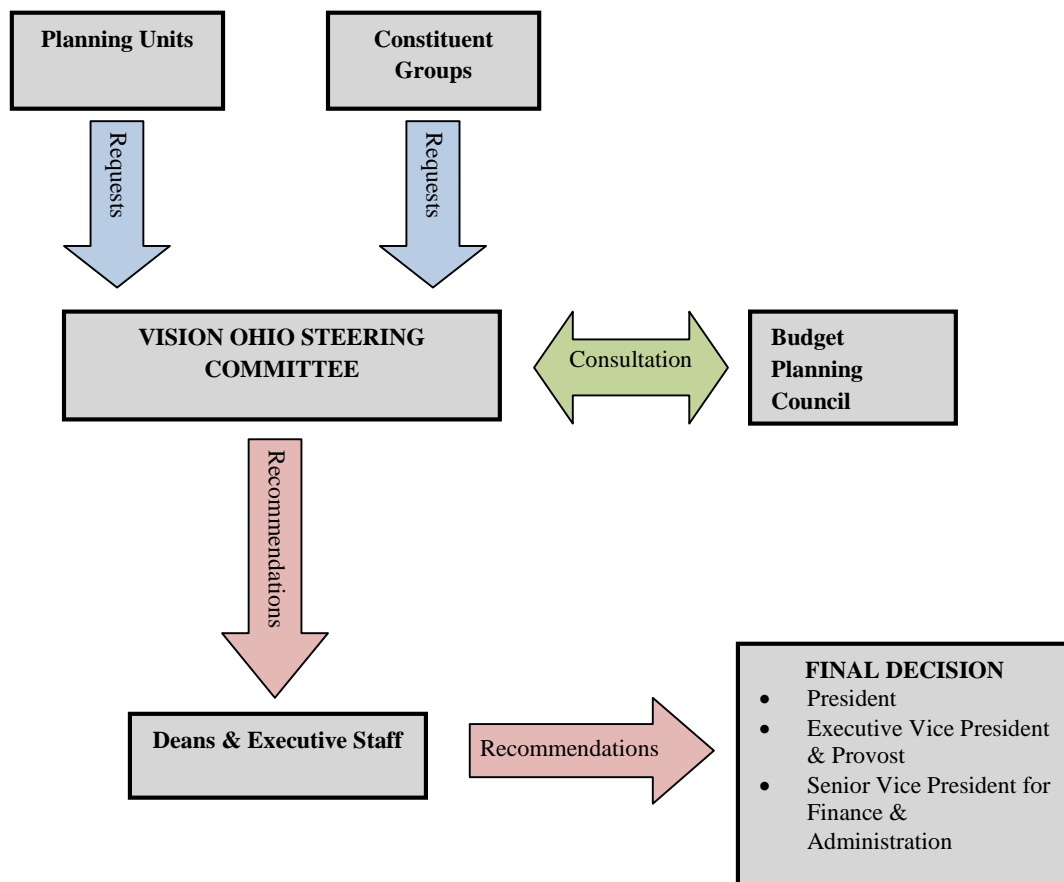 Planning Units
Constituent
Groups
Requests
Requests
VISION OHIO STEERING
COMMITTEE
Consultation
Budget
Planning
Council
Recommendations
Deans & Executive Staff
Recommendations
FINAL DECISION
• President
• Executive Vice President
& Provost
• Senior Vice President for
Finance &
Administration